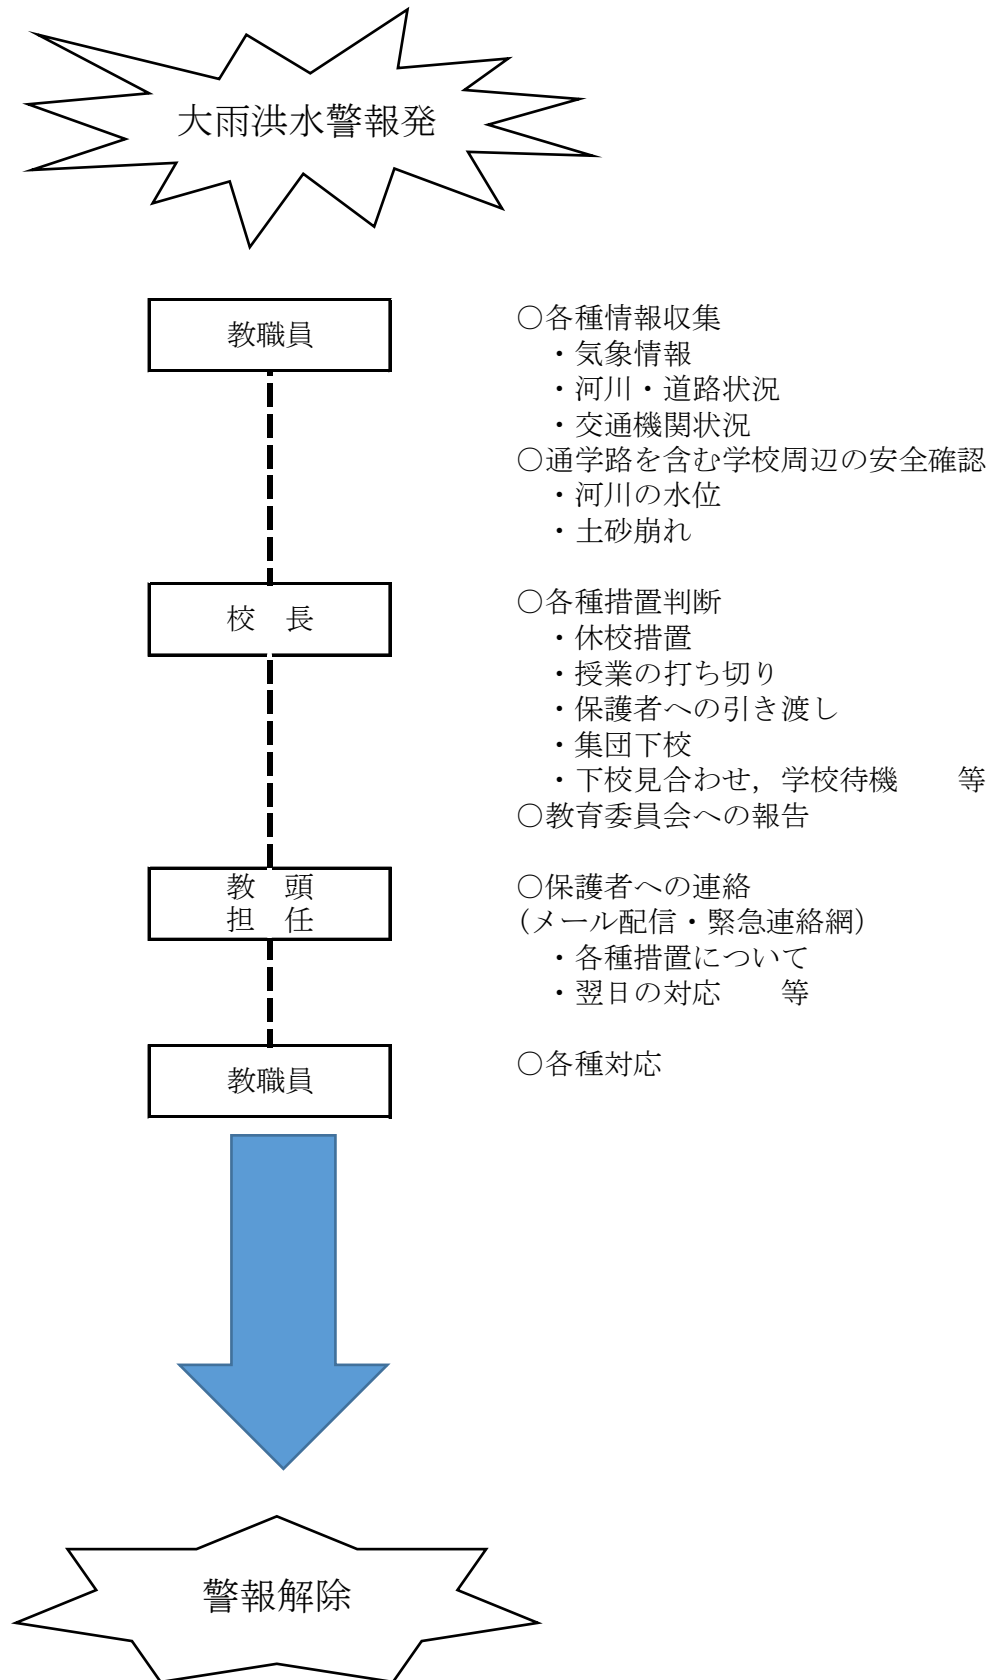 大雨洪水警報発
教職員
○各種情報収集
・気象情報
・河川・道路状況
・交通機関状況
○通学路を含む学校周辺の安全確認
・河川の水位
・土砂崩れ
校　長
○各種措置判断
・休校措置
・授業の打ち切り
・保護者への引き渡し
・集団下校
・下校見合わせ，学校待機　　等
○教育委員会への報告
教　頭
担　任
○保護者への連絡
（メール配信・緊急連絡網）
・各種措置について
・翌日の対応　　等
教職員
○各種対応
警報解除